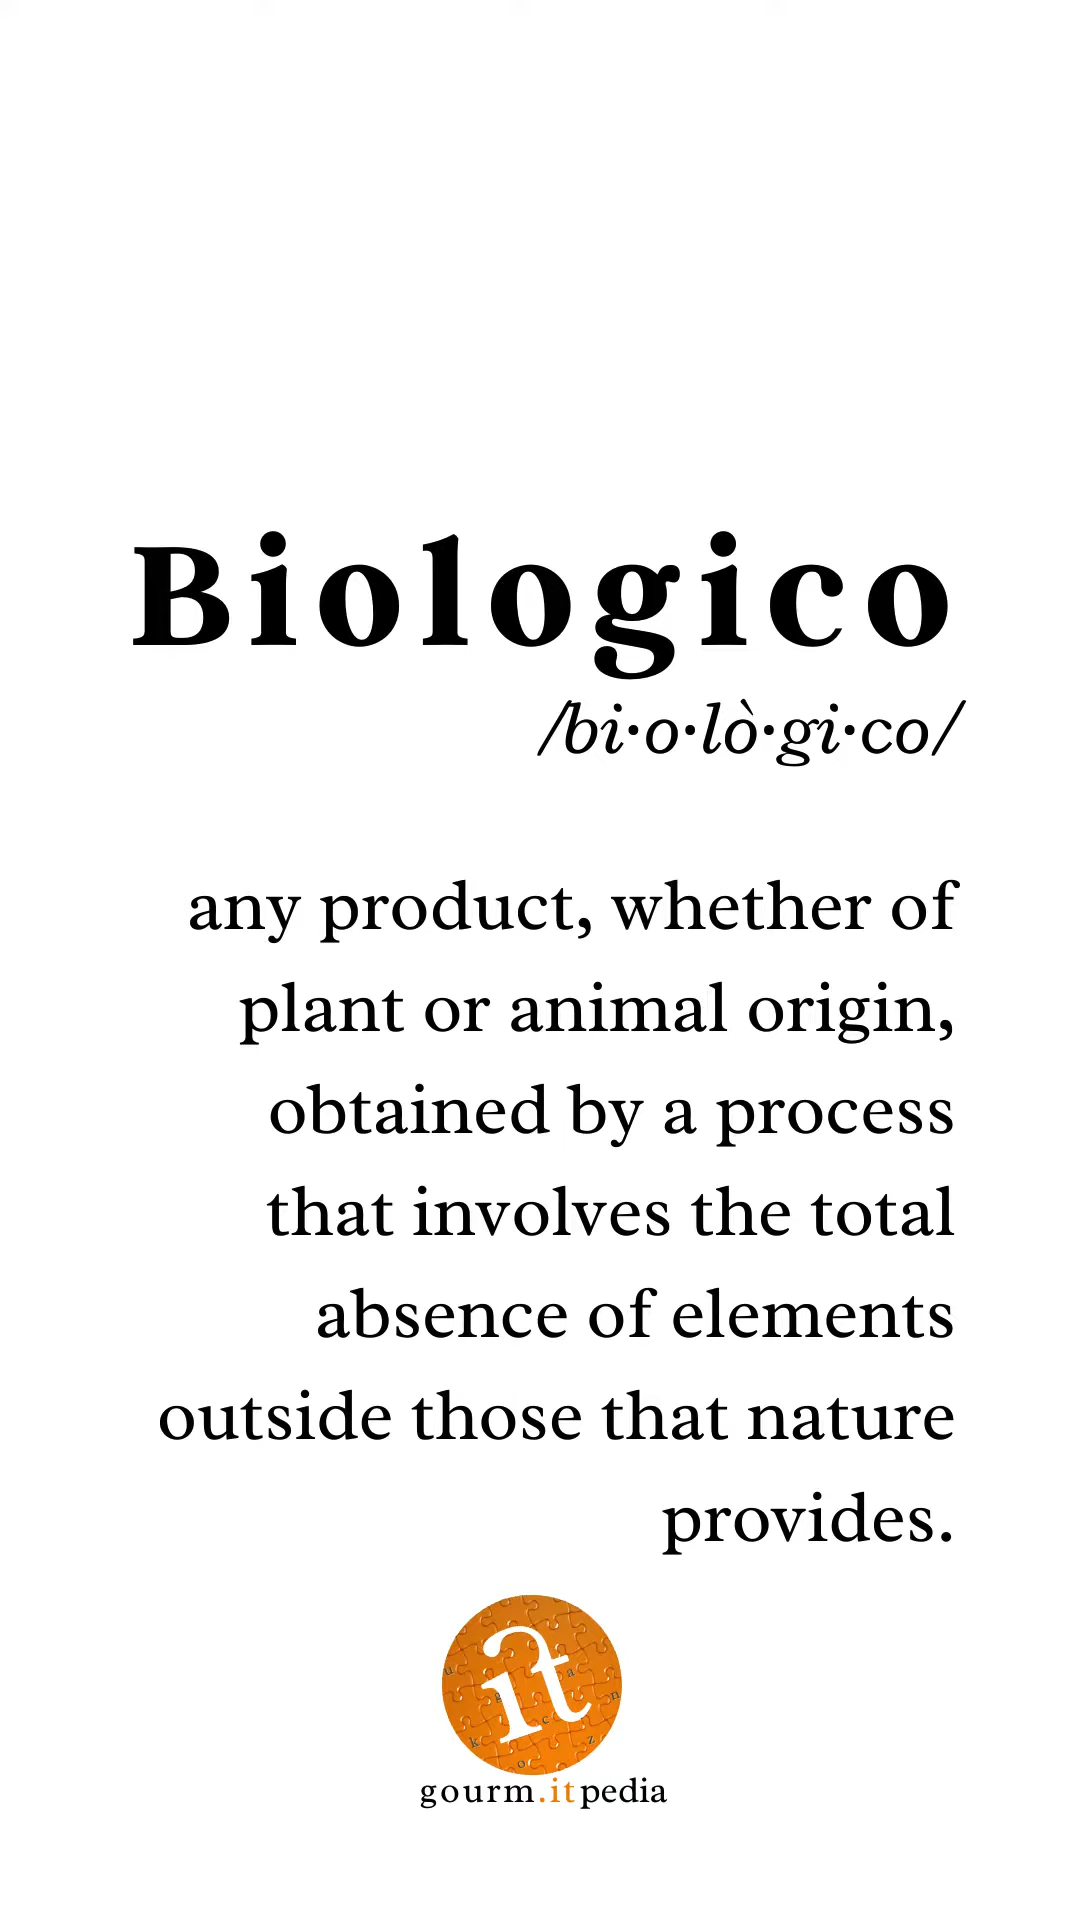 Biologico
/bi·o·lò·gi·co/
any product, whether of
plant or animal origin,
obtained by a process
that involves the total
absence of elements
outside those that nature
provides.
it
u
g
a
n
c
k
z
o
gourm.itpedia